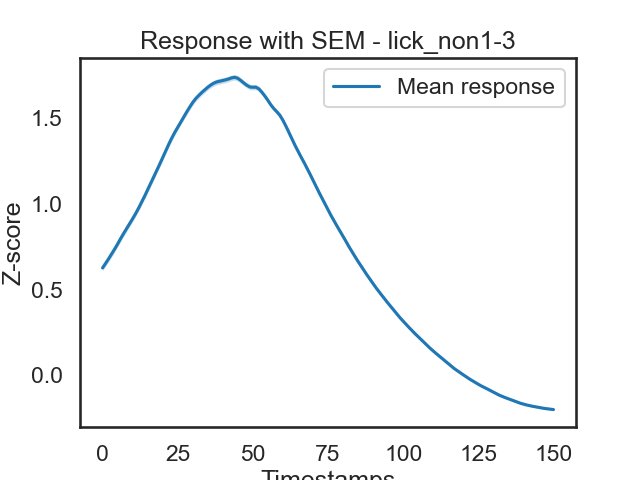 Response with SEM - lick_non1-3
Mean response
Z-score
1.5
1.0
0.5
0.0
0 25 50 75 100 125 150
Timestamps